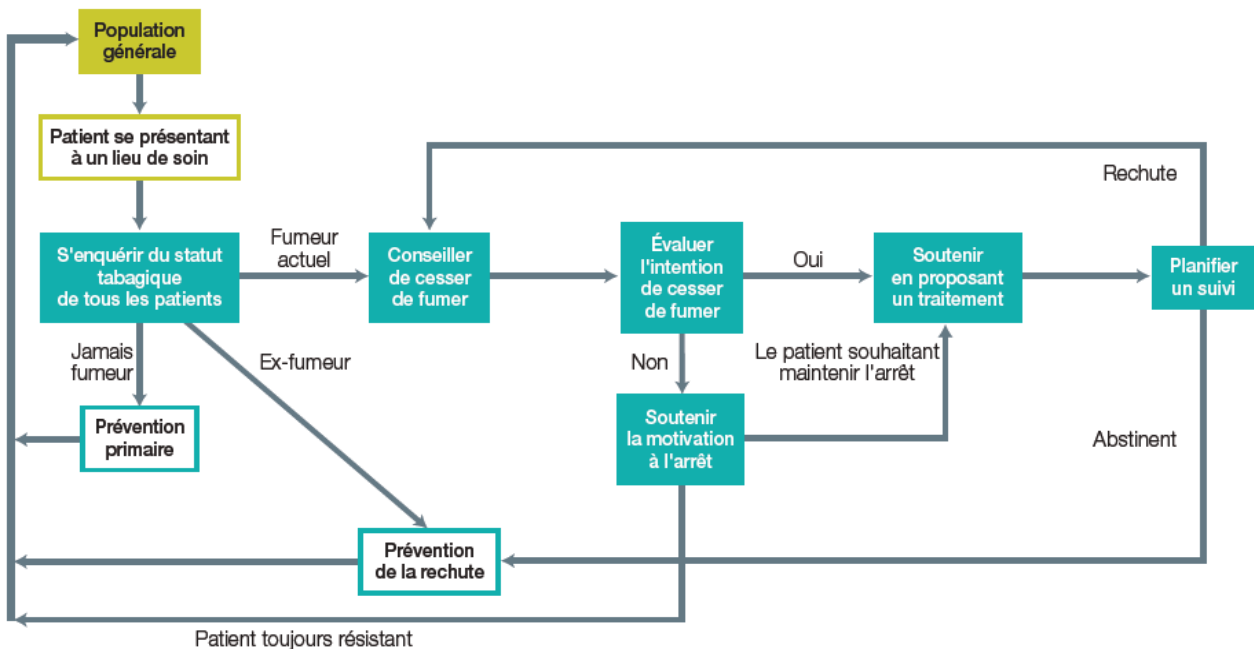 Population
générale
Patient se présentant
à un lieu de soin
Rechute
S'enquérir du statut
tabagique
de tous les patients
Fumeur
actuel
Conseiller
de cesser
de fumer
Évaluer
l'intention
de cesser
de fumer
Oui
Soutenir
en proposant
un traitement
Planifier
un suivi
Jamais
fumeur
Ex-fumeur
Non
Le patient souhaitant
maintenir l'arrêt
Prévention
primaire
Soutenir
la motivation
à l'arrêt
Abstinent
Prévention
de la rechute
Patient toujours résistant